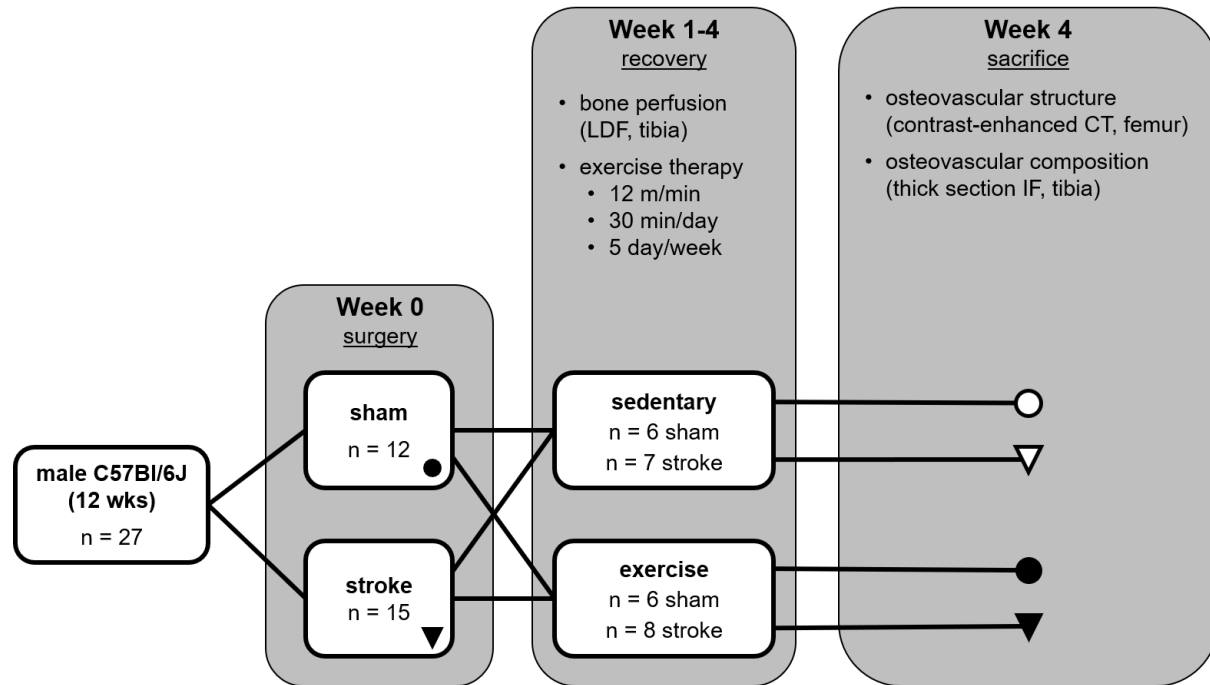 male C57Bl/6J
(12 wks)
n = 27
Week 0
surgery
sham
n = 12
stroke
n = 15
Week 1-4
recovery
• bone perfusion
(LDF, tibia)
• exercise therapy
• 12 m/min
• 30 min/day
• 5 day/week
sedentary
n = 6 sham
n = 7 stroke
exercise
n = 6 sham
n = 8 stroke
Week 4
sacrifice
• osteovascular structure
(contrast-enhanced CT, femur)
• osteovascular composition
(thick section IF, tibia)